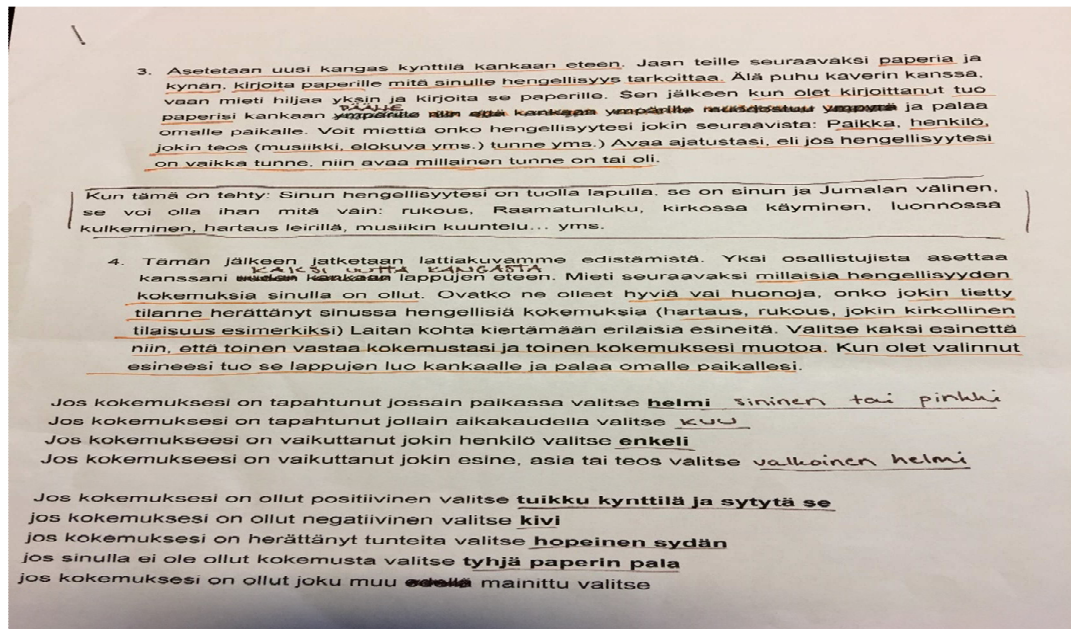 3. Asetetaan uusi kangas kynttilä kankaan eteen. Jaan teille seuraavaksi paperia ja
kynän, kirjoita paperille mitä sinulle hengellisyys tarkoittaa. Älä puhu kaverin kanssa,
vaan mieti hiljaa yksin ja kirjoita se paperille. Sen jälkeen kun olet kirjoittanut tuo
PÄÄLLE
paperisi kankaan ympärille niin että kankaan ympärille muodostuu ympyrä ja palaa
omalle paikalle. Voit miettiä onko hengellisyytesi jokin seuraavista: Paikka, henkilö,
jokin teos (musiikki, elokuva yms.) tunne yms.) Avaa ajatustasi, eli jos hengellisyytesi
on vaikka tunne, niin avaa millainen tunne on tai oli.
Kun tämä on tehty: Sinun hengellisyytesi on tuolla lapulla, se on sinun ja Jumalan välinen,
se voi olla ihan mitä vain: rukous, Raamatunluku, kirkossa käyminen, luonnossa
kulkeminen, hartaus leirillä, musiikin kuuntelu... yms.
4. Tämän jälkeen jatketaan lattiakuvamme edistämistä. Yksi osallistujista asettaa
KAKSI UUTTA KANGASTA
kanssani uuden kankaan lappujen eteen. Mieti seuraavaksi millaisia hengellisyyden
kokemuksia sinulla on ollut. Ovatko ne olleet hyviä vai huonoja, onko jokin tietty
tilanne herättänyt sinussa hengellisiä kokemuksia (hartaus, rukous, jokin kirkollinen
tilaisuus esimerkiksi) Laitan kohta kiertämään erilaisia esineitä. Valitse kaksi esinettä
niin, että toinen vastaa kokemustasi ja toinen kokemuksesi muotoa. Kun olet valinnut
esineesi tuo se lappujen luo kankaalle ja palaa omalle paikallesi.
Jos kokemuksesi on tapahtunut jossain paikassa valitse helmi sininen tai pinkki
Jos kokemuksesi on tapahtunut jollain aikakaudella valitse KUU
Jos kokemukseesi on vaikuttanut jokin henkilö valitse enkeli
Jos kokemukseesi on vaikuttanut jokin esine, asia tai teos valitse valkoinen helmi
Jos kokemuksesi on ollut positiivinen valitse tuikku kynttilä ja sytytä se
jos kokemuksesi on ollut negatiivinen valitse kivi
jos kokemuksesi on herättänyt tunteita valitse hopeinen sydän
jos sinulla ei ole ollut kokemusta valitse tyhjä paperin pala
jos kokemuksesi on ollut joku muu edellä mainittu valitse